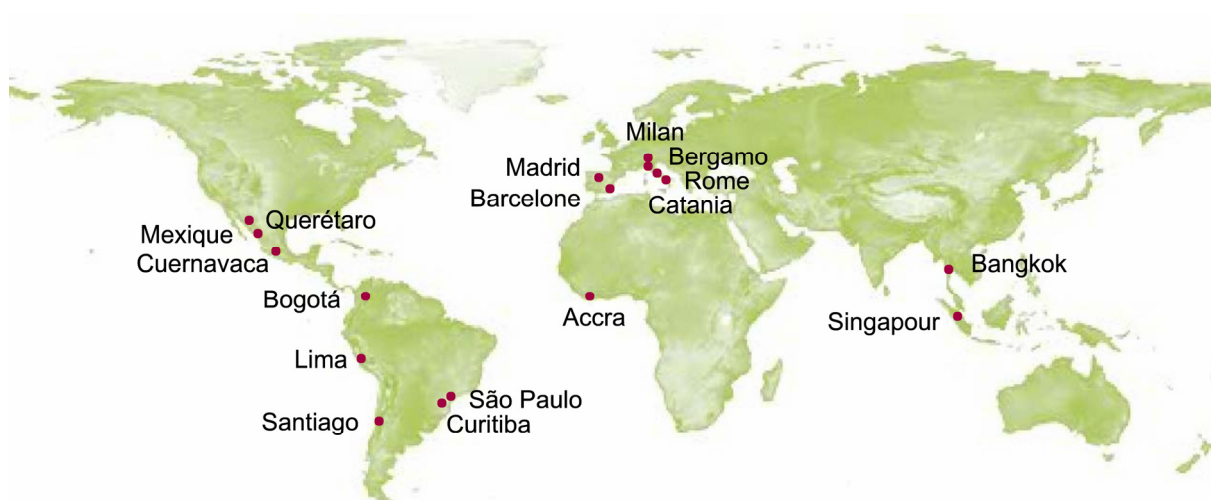 Milan
Bergamo
Madrid
Rome
Barcelone
Catania
Querétaro
Mexique
Cuernavaca
Bangkok
Bogotá
Accra
Singapour
Lima
São Paulo
Santiago
Curitiba